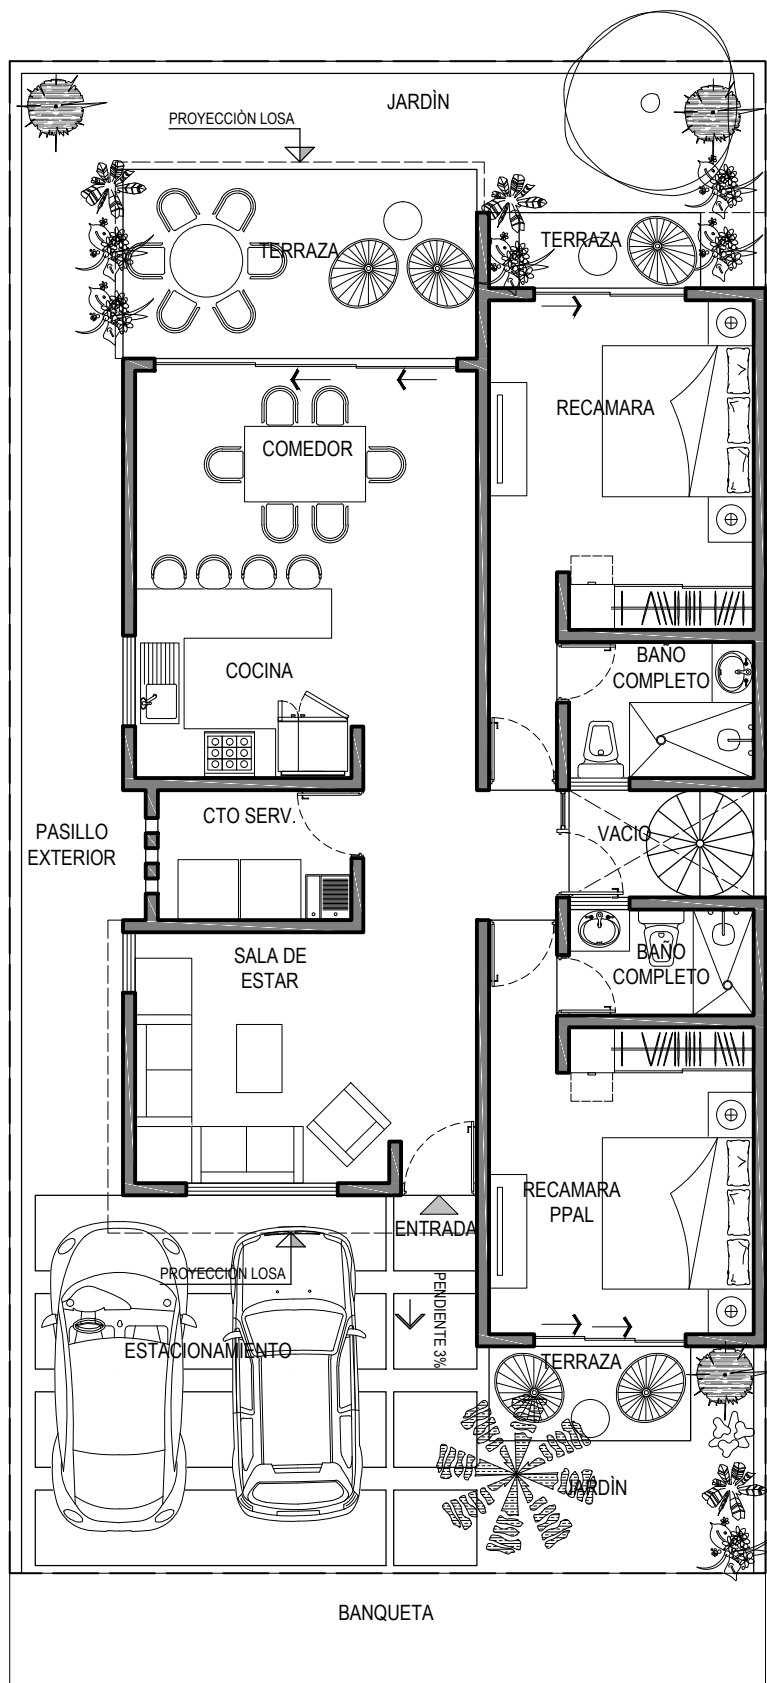 JARDÌN
PROYECCIÒN LOSA
TERRAZA
TERRAZA
RECAMARA
COMEDOR
COCINA
BAÑO
COMPLETO
CTO SERV.
PASILLO
EXTERIOR
VACIO
SALA DE
ESTAR
BAÑO
COMPLETO
RECAMARA
PPAL
ENTRADA
PROYECCIÒN LOSA
PENDIENTE 3%
ESTACIONAMIENTO
TERRAZA
JARDÌN
BANQUETA